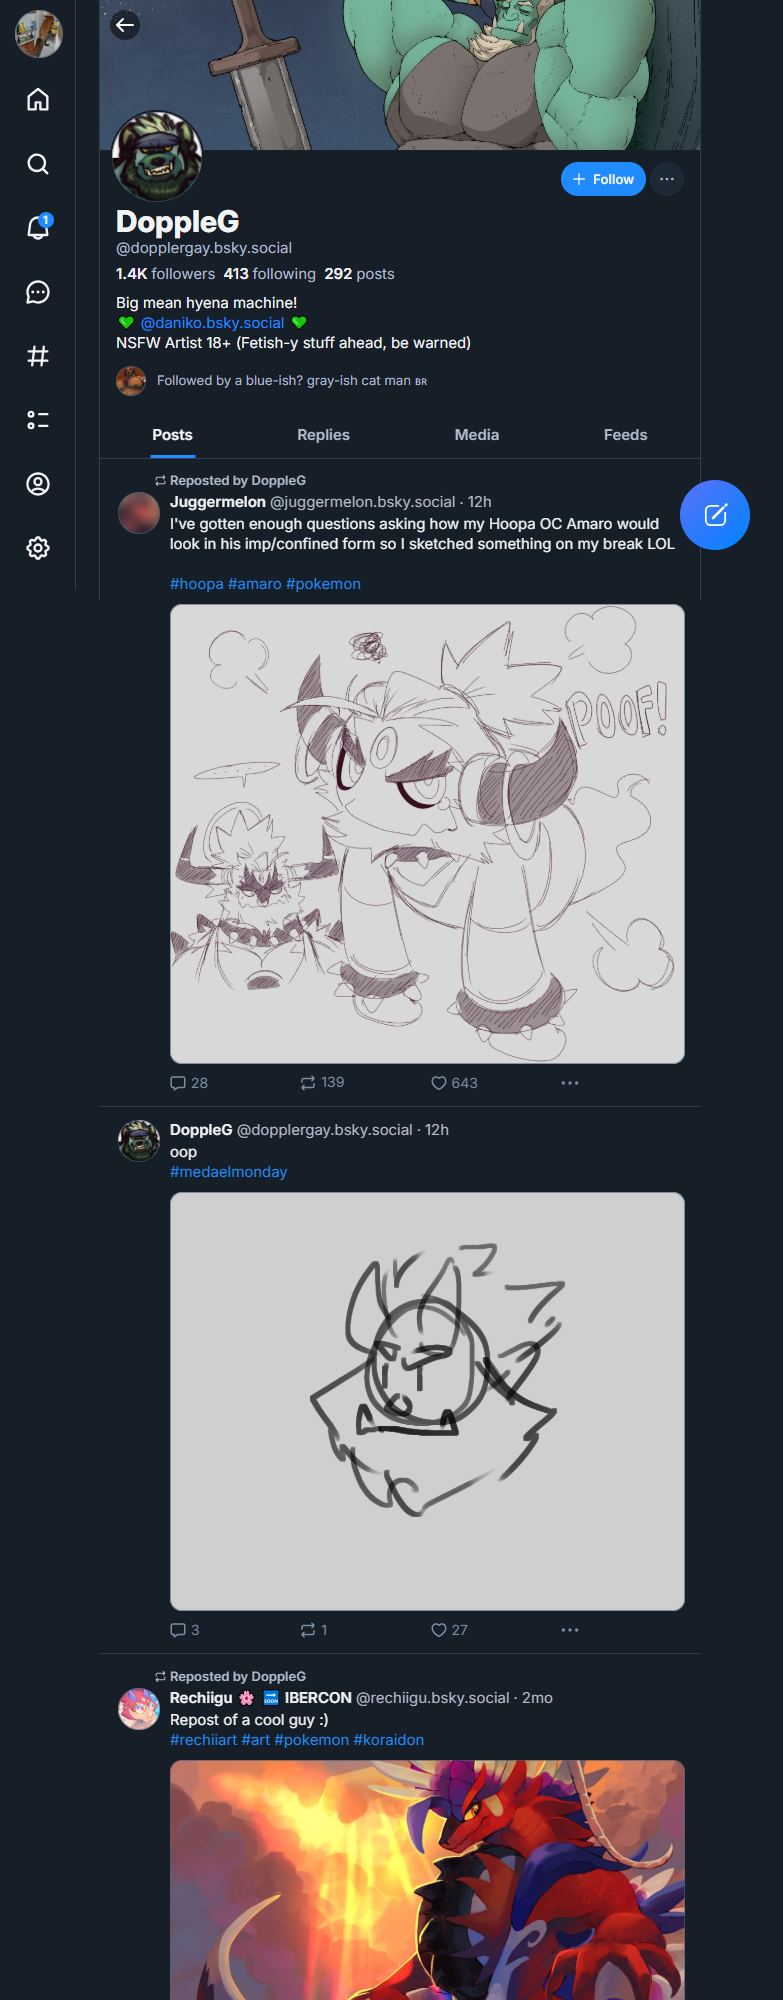 1
+ Follow
DoppleG
@dopplergay.bsky.social
1.4K followers 413 following 292 posts
Big mean hyena machine!
💚 @daniko.bsky.social 💚
NSFW Artist 18+ (Fetish-y stuff ahead, be warned)
Followed by a blue-ish? gray-ish cat man BR
Posts Replies Media Feeds
Reposted by DoppleG
Juggermelon @juggermelon.bsky.social · 12h
I've gotten enough questions asking how my Hoopa OC Amaro would
look in his imp/confined form so I sketched something on my break LOL
#hoopa #amaro #pokemon
POOF!
28 139 643
DoppleG @dopplergay.bsky.social · 12h
oop
#medaelmonday
3 1 27
Reposted by DoppleG
Rechiigu 🌸 🔜 IBERCON @rechiigu.bsky.social · 2mo
Repost of a cool guy :)
#rechiiart #art #pokemon #koraidon